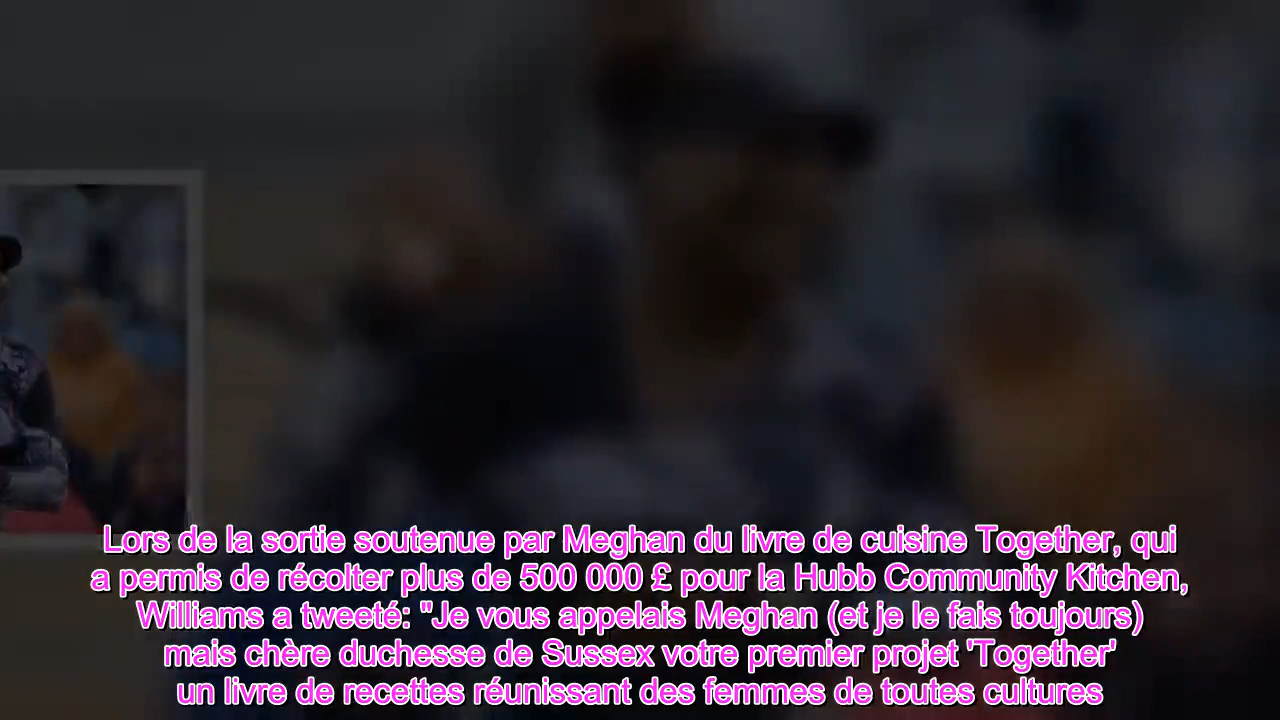 Lors de la sortie soutenue par Meghan du livre de cuisine Together, qui
a permis de récolter plus de 500 000 £ pour la Hubb Community Kitchen,
Williams a tweeté: "Je vous appelais Meghan (et je le fais toujours)
mais chère duchesse de Sussex votre premier projet 'Together'
un livre de recettes réunissant des femmes de toutes cultures